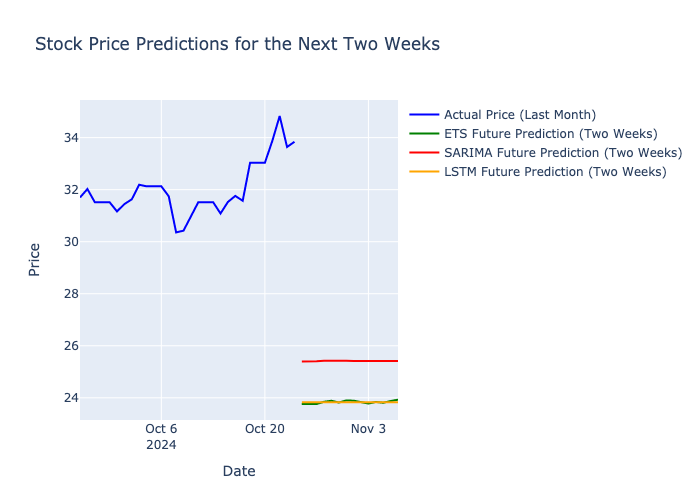 Stock Price Predictions for the Next Two Weeks
Actual Price (Last Month)
ETS Future Prediction (Two Weeks)
SARIMA Future Prediction (Two Weeks)
LSTM Future Prediction (Two Weeks)
34
32
30
28
26
24
Price
Oct 6
2024
Oct 20
Nov 3
Date